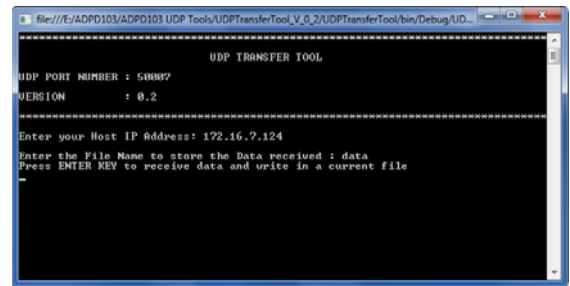 file:///E:/ADPD103/ADPD103 UDP Tools/UDPTransferTool_V_0_2/UDPTransferTool/bin/Debug/UD...
UDP TRANSFER TOOL
UDP PORT NUMBER : 50007
VERSION : 0.2
Enter your Host IP Address: 172.16.7.124
Enter the File Name to store the Data received : data
Press ENTER KEY to receive data and write in a current file